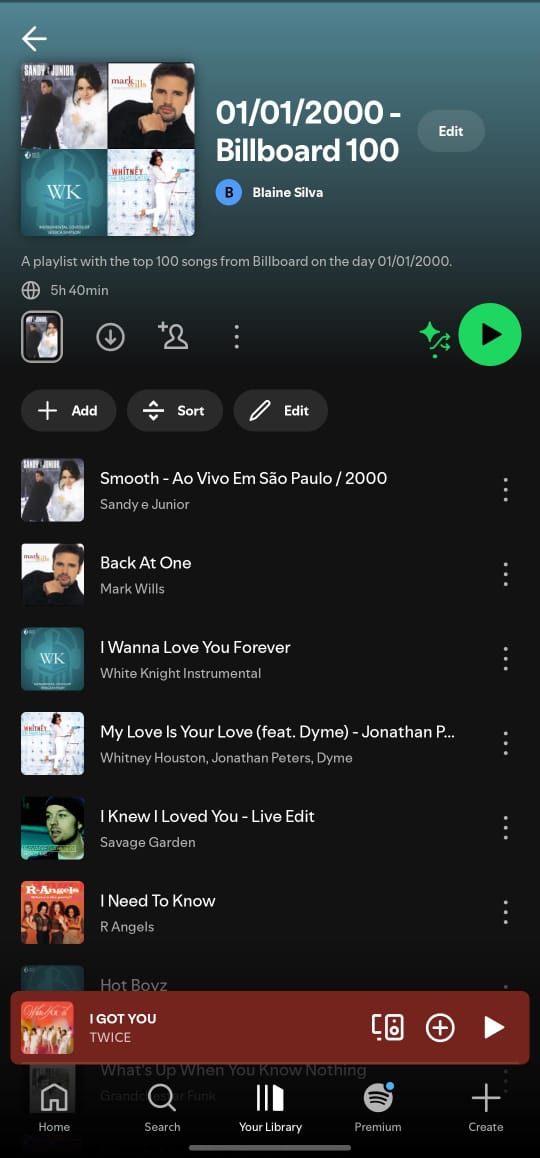 SANDY & JUNIOR
mark wills
WK
INSTRUMENTAL COVERS OF
JESSICA SIMPSON
WHITNEY
01/01/2000 -
Billboard 100
Edit
B
Blaine Silva
A playlist with the top 100 songs from Billboard on the day 01/01/2000.
5h 40min
Add
Sort
Edit
Smooth - Ao Vivo Em São Paulo / 2000
Sandy e Junior
Back At One
Mark Wills
I Wanna Love You Forever
WK
White Knight Instrumental
My Love Is Your Love (feat. Dyme) - Jonathan P...
WHITNEY
Whitney Houston, Jonathan Peters, Dyme
I Knew I Loved You - Live Edit
Savage Garden
I Need To Know
R-Angels
R Angels
Hot Boyz
I GOT YOU
TWICE
What's Up When You Know Nothing
Grandchester Funk
Home
Search
Your Library
Premium
Create